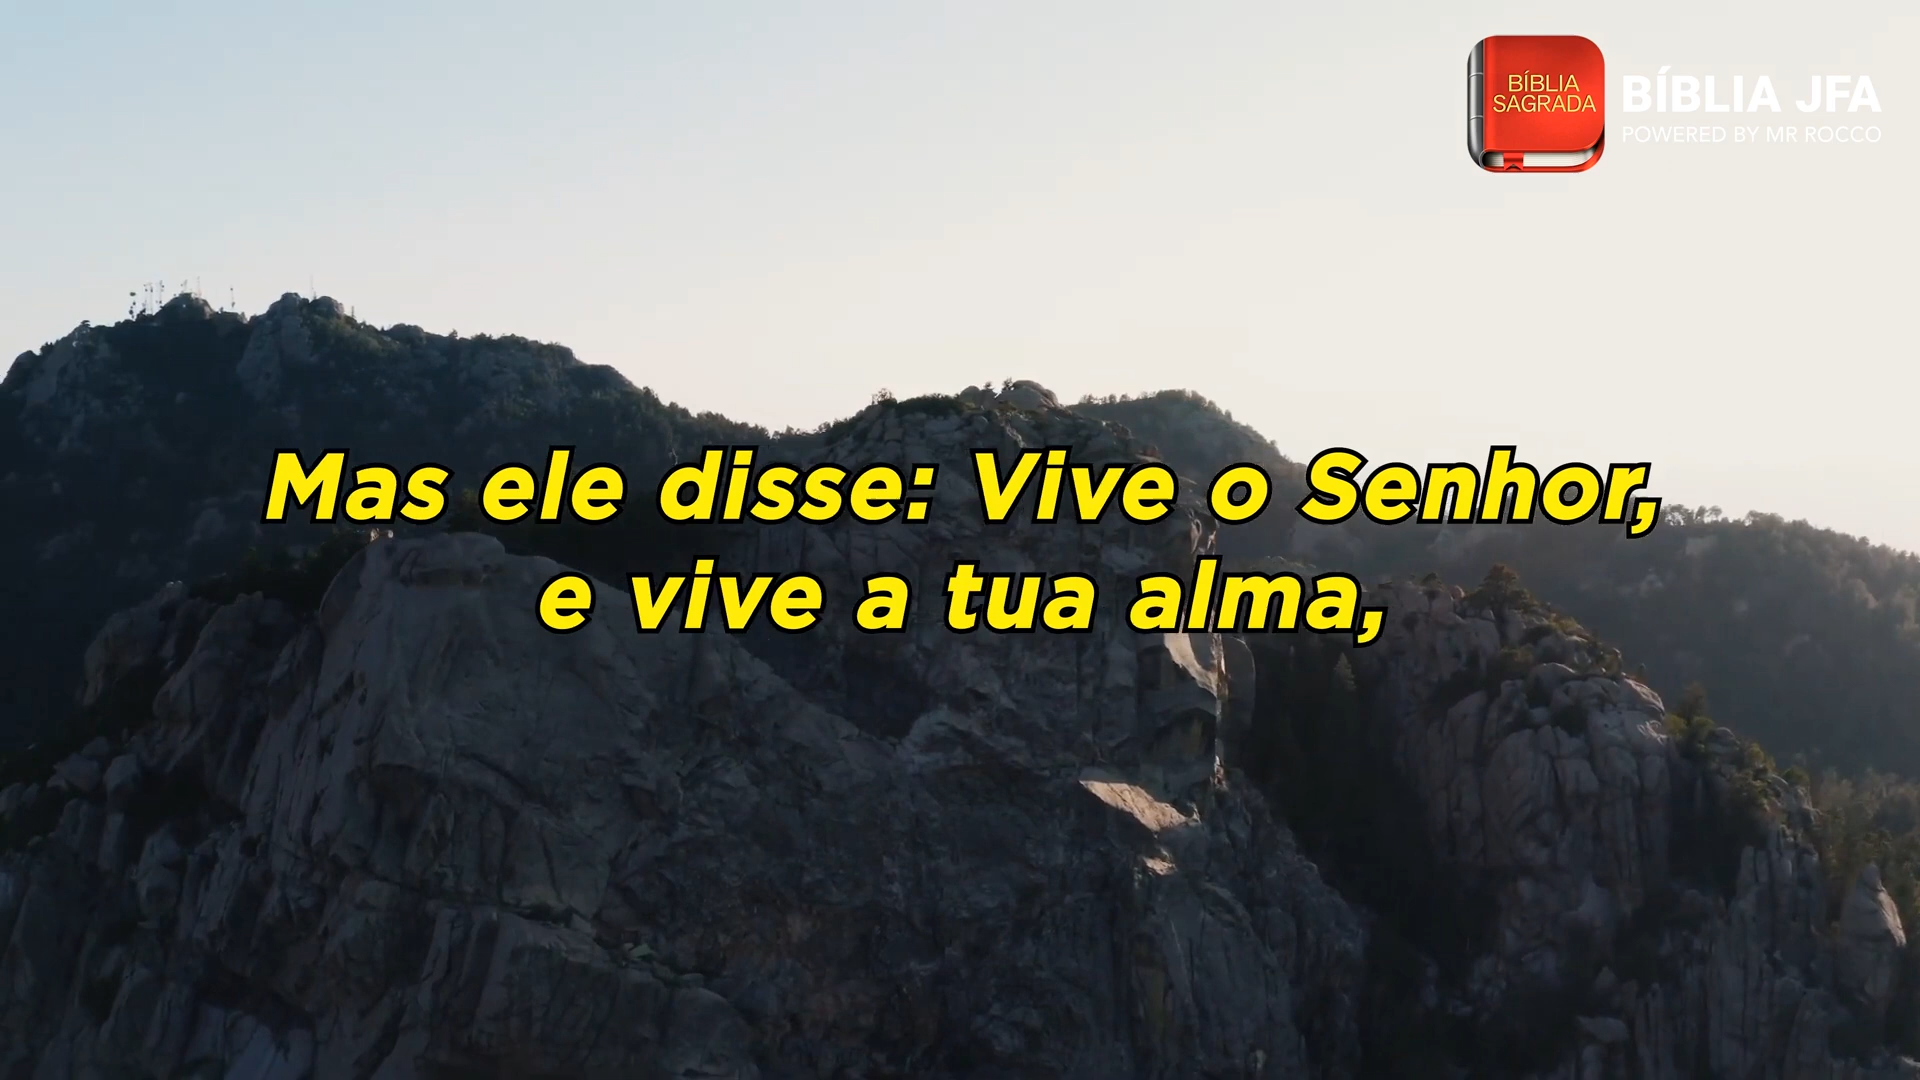 BÍBLIA
SAGRADA
BÍBLIA JFA
POWERED BY MR ROCCO
Mas ele disse: Vive o Senhor,
e vive a tua alma,